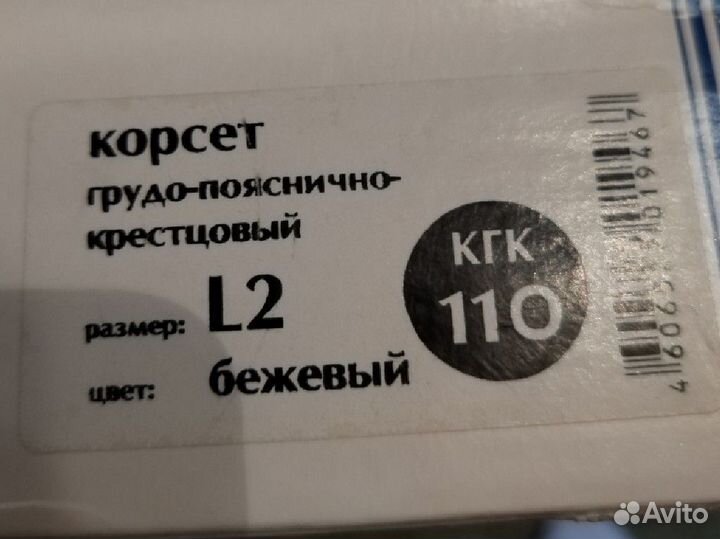 корсет
грудо-пояснично-
крестцовый
размер: L2
цвет: бежевый
КГК
110
Avito